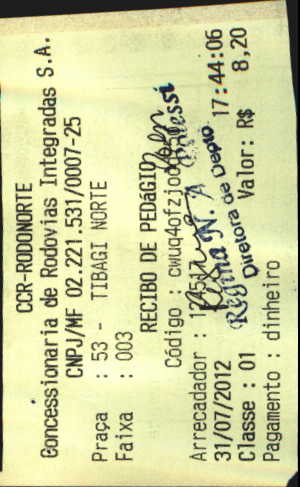 CCR-RODONORTE
Concessionaria de Rodovias Integradas S.A.
CNPJ/MF 02.221.531/0007-25
Praça : 53 - TIBAGI NORTE
Faixa : 003
RECIBO DE PEDáGIO
Código :
Arrecadador :
31/07/2012 17:44:06
Classe : 01 Valor: R$ 8,20
Pagamento : dinheiro
Regina N. A
Diretora de Depto.